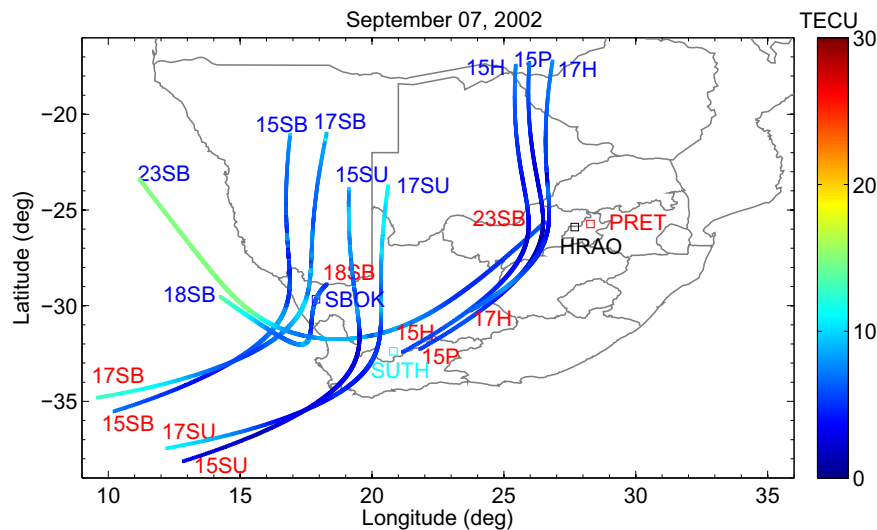 September 07, 2002
TECU
15H
15P
17H
15SB
17SB
23SB
15SU
17SU
23SB
PRET
HRAO
18SB
18SB
SBOK
15H
17H
15P
SUTH
17SB
15SB
17SU
15SU
−20
−25
−30
−35
Latitude (deg)
10
15
20
25
30
35
Longitude (deg)
30
20
10
0